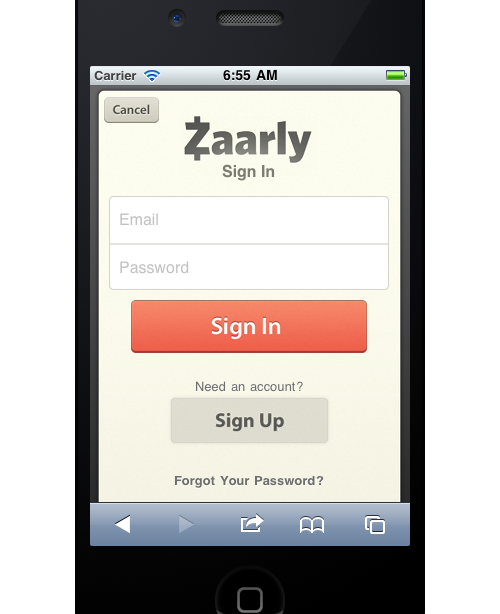 Carrier 6:55 AM
Cancel
Zaarly
Sign In
Email
Password
Sign In
Need an account?
Sign Up
Forgot Your Password?